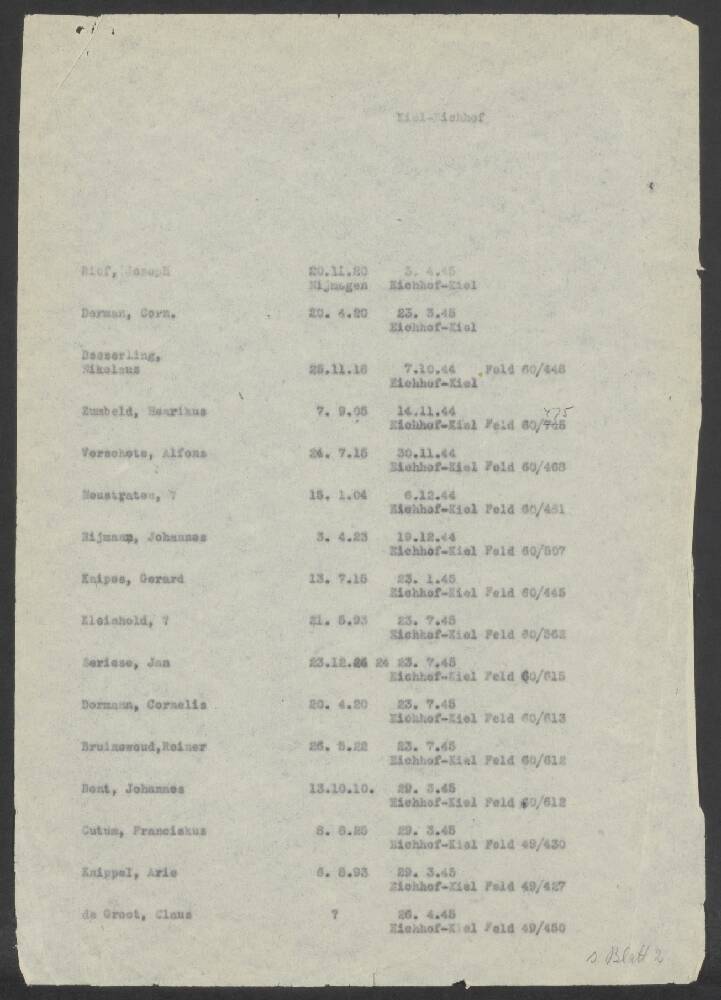 Kiel-Eichhof
Rief, Joseph 20.11.20 3. 4.45
Nijmegen Eichhof-Kiel
Dorman, Corn. 20. 4.20 23. 3.45
Eichhof-Kiel
Desserling,
Nikolaus 25.11.18 7.10.44 Feld 60/448
Eichhof-Kiel
Zumbeld, Henrikus 7. 9.05 14.11.44 475
Eichhof-Kiel Feld 60/
Verschote, Alfons 24. 7.15 30.11.44
Eichhof-Kiel Feld 60/468
15. 1.04 6.12.44
Eichhof-Kiel Feld 60/481
Johannes 3. 4.23 19.12.44
Eichhof-Kiel Feld 60/507
Knipes, Gerard 13. 7.15 23. 1.45
Eichhof-Kiel Feld 60/445
Kleinhold, ? 21. 5.93 23. 7.45
Eichhof-Kiel Feld 60/562
Seriese, Jan 23.12.24 24 23. 7.45
Eichhof-Kiel Feld 60/615
Dormann, Cornelis 20. 4.20 23. 7.45
Eichhof-Kiel Feld 60/613
Bruinswoud, Reiner 26. 5.22 23. 7.45
Eichhof-Kiel Feld 60/612
Bent, Johannes 13.10.10. 29. 3.45
Eichhof-Kiel Feld 60/612
Cutum, Franciskus 8. 6.25 29. 3.45
Eichhof-Kiel Feld 49/430
Knippel, Arie 6. 8.93 29. 3.45
Eichhof-Kiel Feld 49/427
de Groot, Claus ? 26. 4.45
Eichhof-Kiel Feld 49/450
s. Blatt 2